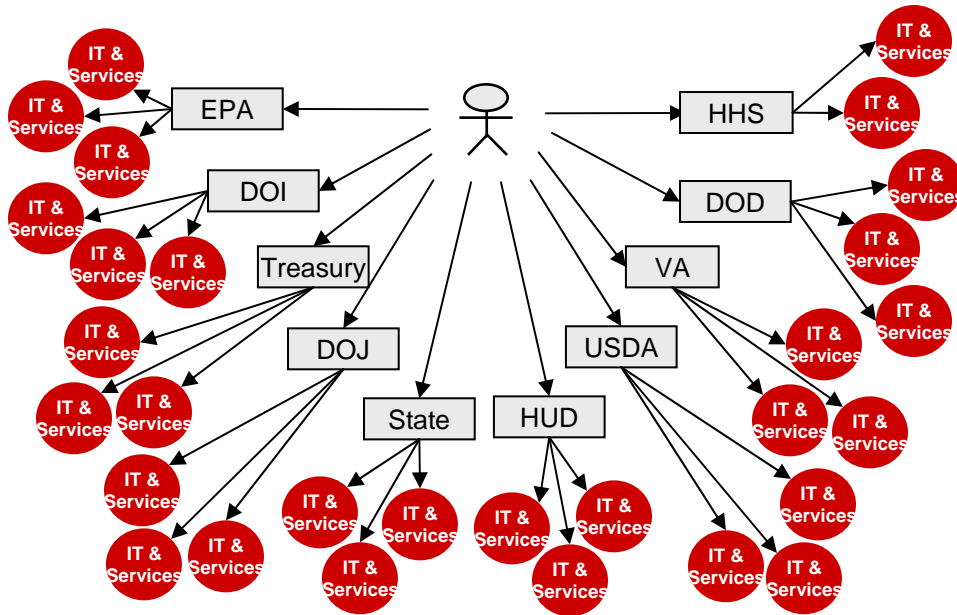 EPA
IT &
Services
IT &
Services
IT &
Services
HHS
IT &
Services
IT &
Services
DOI
IT &
Services
IT &
Services
IT &
Services
DOD
IT &
Services
IT &
Services
IT &
Services
Treasury
IT &
Services
IT &
Services
IT &
Services
VA
IT &
Services
IT &
Services
IT &
Services
DOJ
IT &
Services
IT &
Services
IT &
Services
USDA
IT &
Services
IT &
Services
IT &
Services
State
IT &
Services
IT &
Services
IT &
Services
HUD
IT &
Services
IT &
Services
IT &
Services